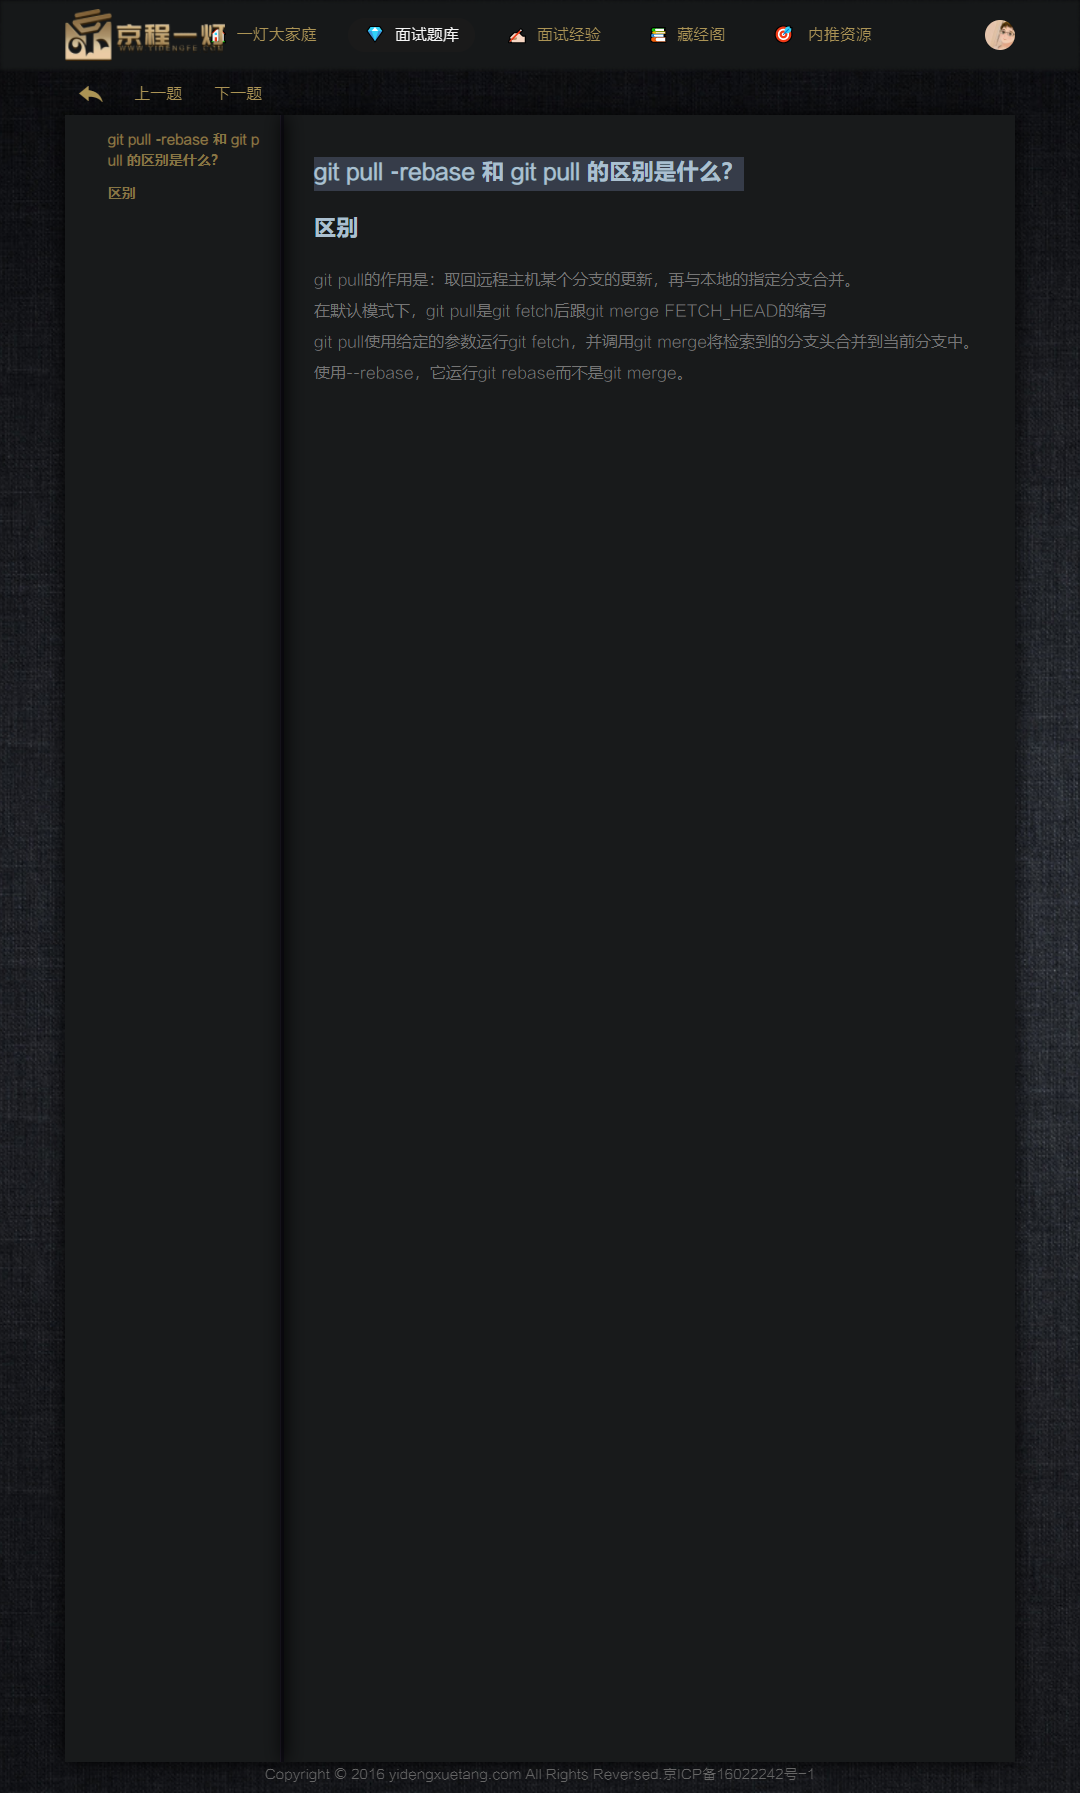 京程一灯
WWW.YIDENGFE.COM
一灯大家庭
面试题库
面试经验
藏经阁
内推资源
上一题
下一题
git pull -rebase 和 git p
ull 的区别是什么？
区别
git pull -rebase 和 git pull 的区别是什么？
区别
git pull的作用是：取回远程主机某个分支的更新，再与本地的指定分支合并。
在默认模式下，git pull是git fetch后跟git merge FETCH_HEAD的缩写
git pull使用给定的参数运行git fetch，并调用git merge将检索到的分支头合并到当前分支中。
使用--rebase，它运行git rebase而不是git merge。
Copyright © 2016 yidengxuetang.com All Rights Reversed.京ICP备16022242号-1